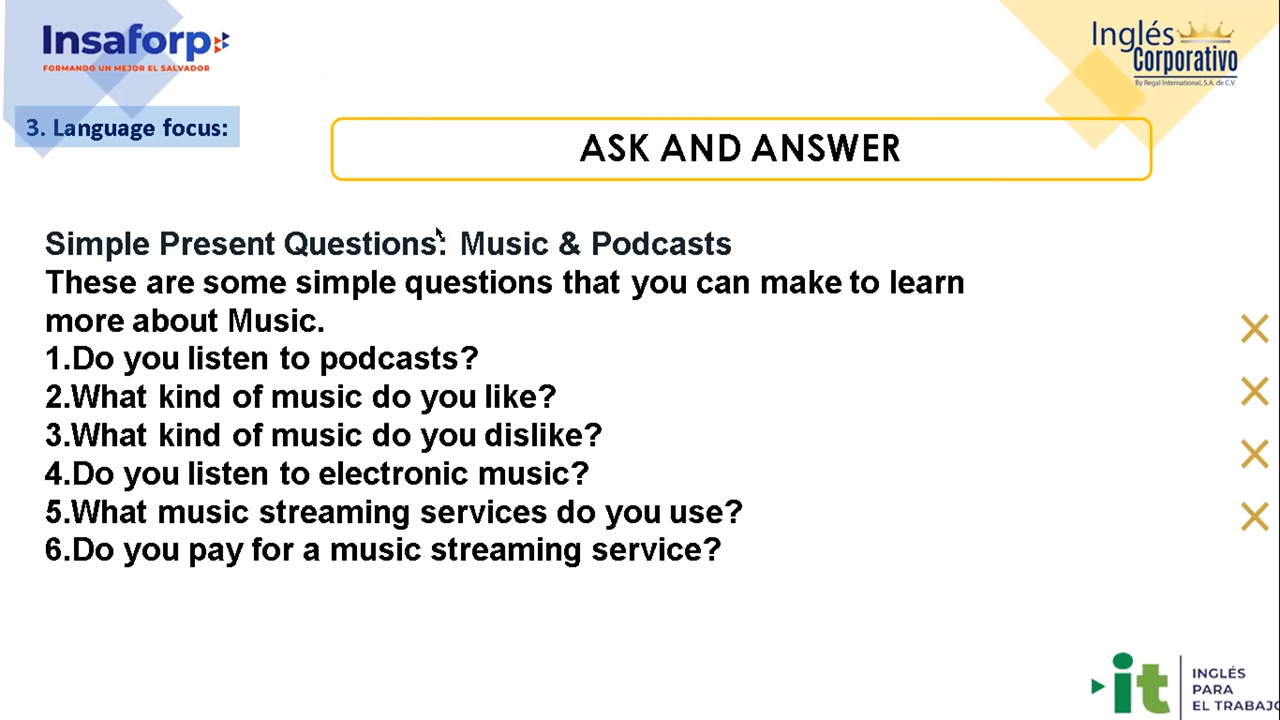 Insaforp
FORMANDO UN MEJOR EL SALVADOR
Inglés
Corporativo
By Regal International, S.A. de C.V.
3. Language focus:
ASK AND ANSWER
Simple Present Questions: Music & Podcasts
These are some simple questions that you can make to learn
more about Music.
1.Do you listen to podcasts?
2.What kind of music do you like?
3.What kind of music do you dislike?
4.Do you listen to electronic music?
5.What music streaming services do you use?
6.Do you pay for a music streaming service?
it
INGLÉS
PARA
EL TRABAJO